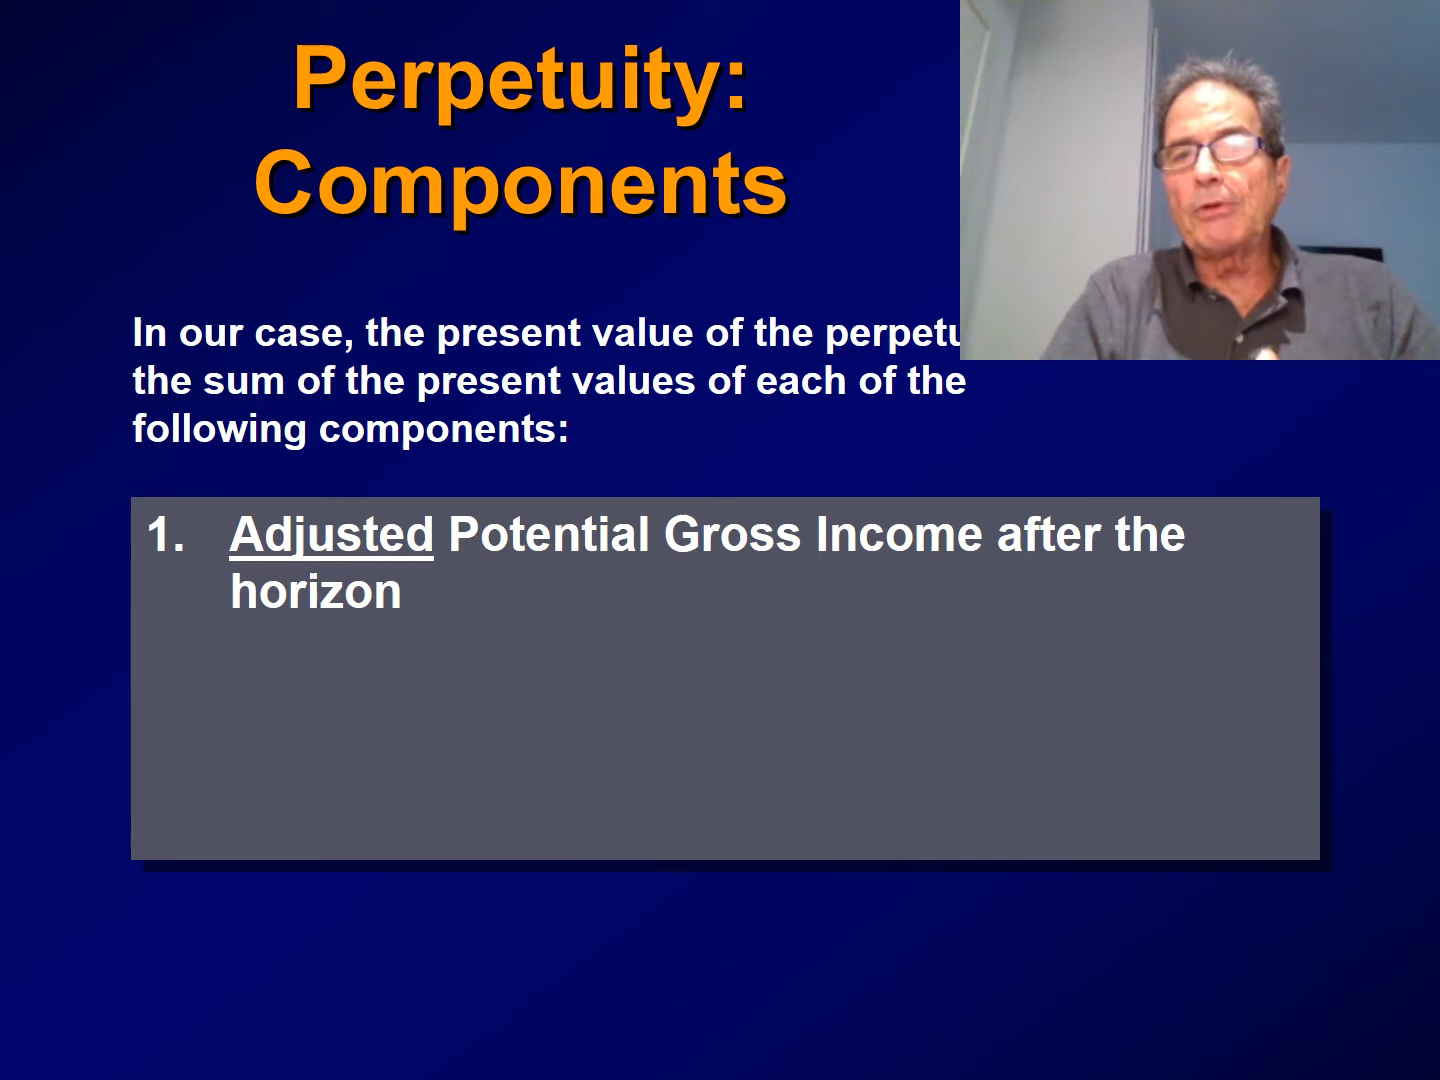 Perpetuity:
Components
In our case, the present value of the
the sum of the present values of each of the
following components:
1. Adjusted Potential Gross Income after the
horizon